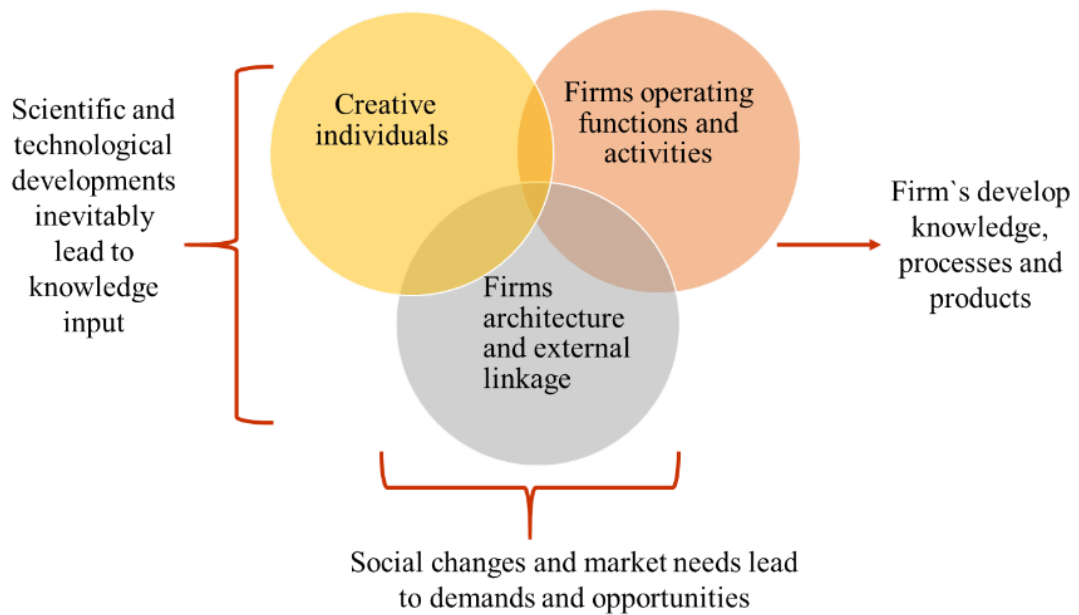 Scientific and
technological
developments
inevitably
lead to
knowledge
input
Creative
individuals
Firms operating
functions and
activities
Firms
architecture
and external
linkage
Firm`s develop
knowledge,
processes and
products
Social changes and market needs lead
to demands and opportunities